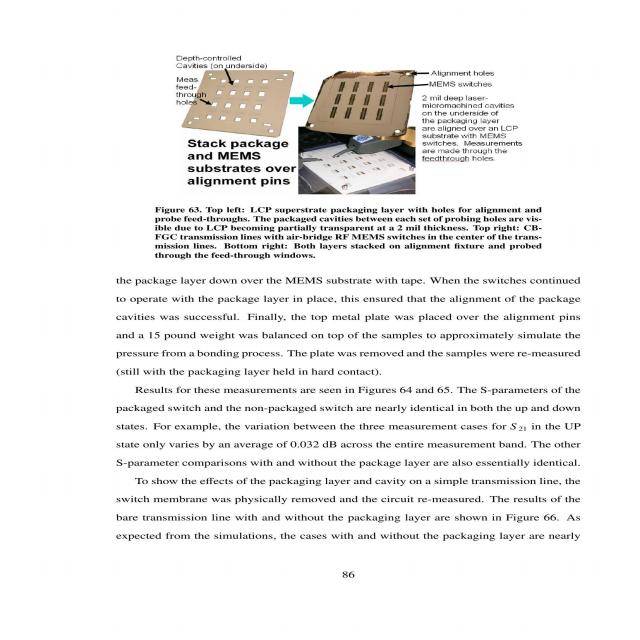 Depth-controlled
Cavities (on underside)
Meas.
feed-
through
holes
Stack package
and MEMS
substrates over
alignment pins
Alignment holes
MEMS switches
2 mil deep laser-
micromachined cavities
on the underside of
the packaging layer
are aligned over an LCP
substrate with MEMS
switches. Measurements
are made through the
feedthrough holes.
Figure 63. Top left: LCP superstrate packaging layer with holes for alignment and
probe feed-throughs. The packaged cavities between each set of probing holes are vis-
ible due to LCP becoming partially transparent at a 2 mil thickness. Top right: CB-
FGC transmission lines with air-bridge RF MEMS switches in the center of the trans-
mission lines. Bottom right: Both layers stacked on alignment fixture and probed
through the feed-through windows.
the package layer down over the MEMS substrate with tape. When the switches continued
to operate with the package layer in place, this ensured that the alignment of the package
cavities was successful. Finally, the top metal plate was placed over the alignment pins
and a 15 pound weight was balanced on top of the samples to approximately simulate the
pressure from a bonding process. The plate was removed and the samples were re-measured
(still with the packaging layer held in hard contact).
Results for these measurements are seen in Figures 64 and 65. The S-parameters of the
packaged switch and the non-packaged switch are nearly identical in both the up and down
states. For example, the variation between the three measurement cases for S21 in the UP
state only varies by an average of 0.032 dB across the entire measurement band. The other
S-parameter comparisons with and without the package layer are also essentially identical.
To show the effects of the packaging layer and cavity on a simple transmission line, the
switch membrane was physically removed and the circuit re-measured. The results of the
bare transmission line with and without the packaging layer are shown in Figure 66. As
expected from the simulations, the cases with and without the packaging layer are nearly
86